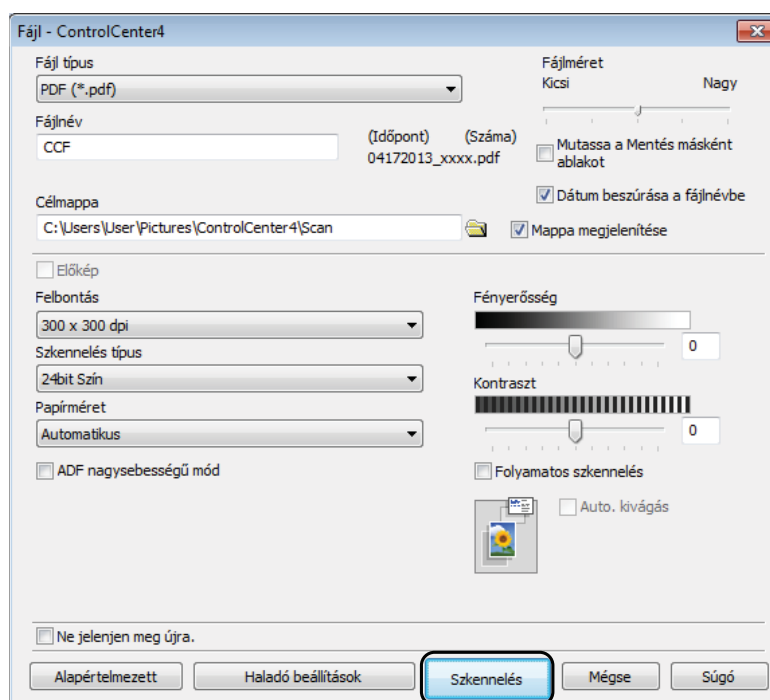 Fájl - ControlCenter4
Fájl típus
PDF (*.pdf)
Fájlméret
Kicsi Nagy
Fájlnév
CCF
(Időpont) (Száma)
04172013_xxxx.pdf
Mutassa a Mentés másként
ablakot
Dátum beszúrása a fájlnévbe
Célmappa
C:\Users\User\Pictures\ControlCenter4\Scan
Mappa megjelenítése
Előkép
Felbontás
300 x 300 dpi
Szkennelés típus
24bit Szín
Papírméret
Automatikus
ADF nagysebességű mód
Fényerősség
0
Kontraszt
0
Folyamatos szkennelés
Auto. kivágás
Ne jelenjen meg újra.
Alapértelmezett Haladó beállítások Szkennelés Mégse Súgó